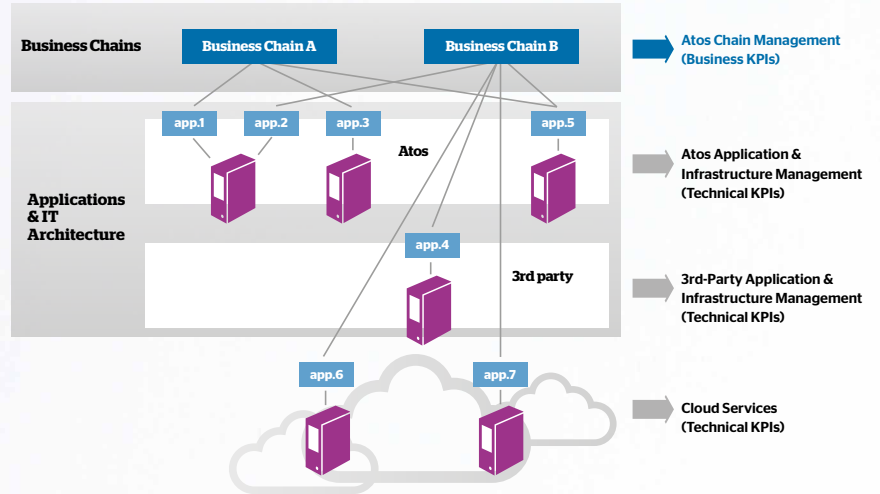 Business Chains
Business Chain A
Business Chain B
Atos Chain Management
(Business KPIs)
app.1
app.2
app.3
app.5
Atos
Atos Application &
Infrastructure Management
(Technical KPIs)
Applications
& IT
Architecture
app.4
3rd party
3rd-Party Application &
Infrastructure Management
(Technical KPIs)
app.6
app.7
Cloud Services
(Technical KPIs)